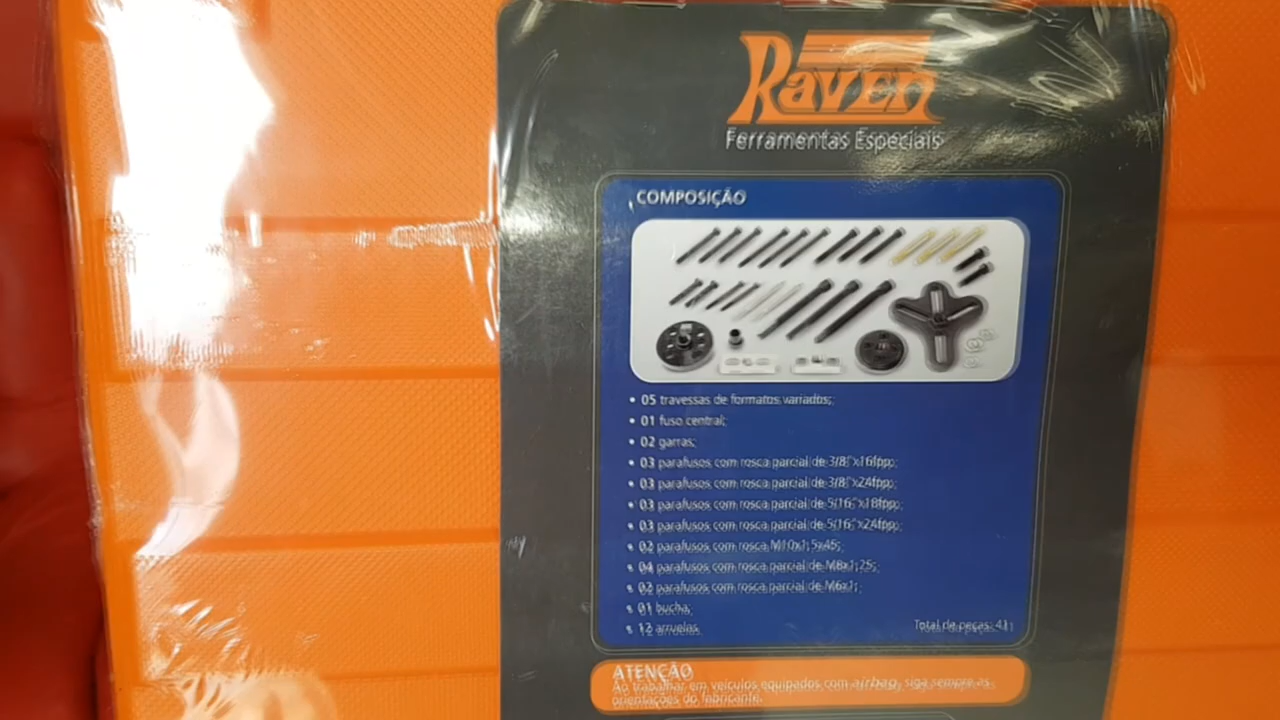 Raven
Ferramentas Especiais
COMPOSIÇÃO
• 05 travessas de formatos variados;
• 01 fuso central;
• 02 garras;
• 03 parafusos com rosca parcial de 3/8"x16fpp;
• 03 parafusos com rosca parcial de 3/8"x24fpp;
• 03 parafusos com rosca parcial de 5/16"x18fpp;
• 03 parafusos com rosca parcial de 5/16"x24fpp;
• 02 parafusos com rosca M10x1,5x45;
• 04 parafusos com rosca parcial de M8x1,25;
• 02 parafusos com rosca parcial de M6x1;
• 01 bucha;
• 12 arruelas.
Total de peças: 41
ATENÇÃO
Ao trabalhar em veículos equipados com airbag, siga sempre as
orientações do fabricante.